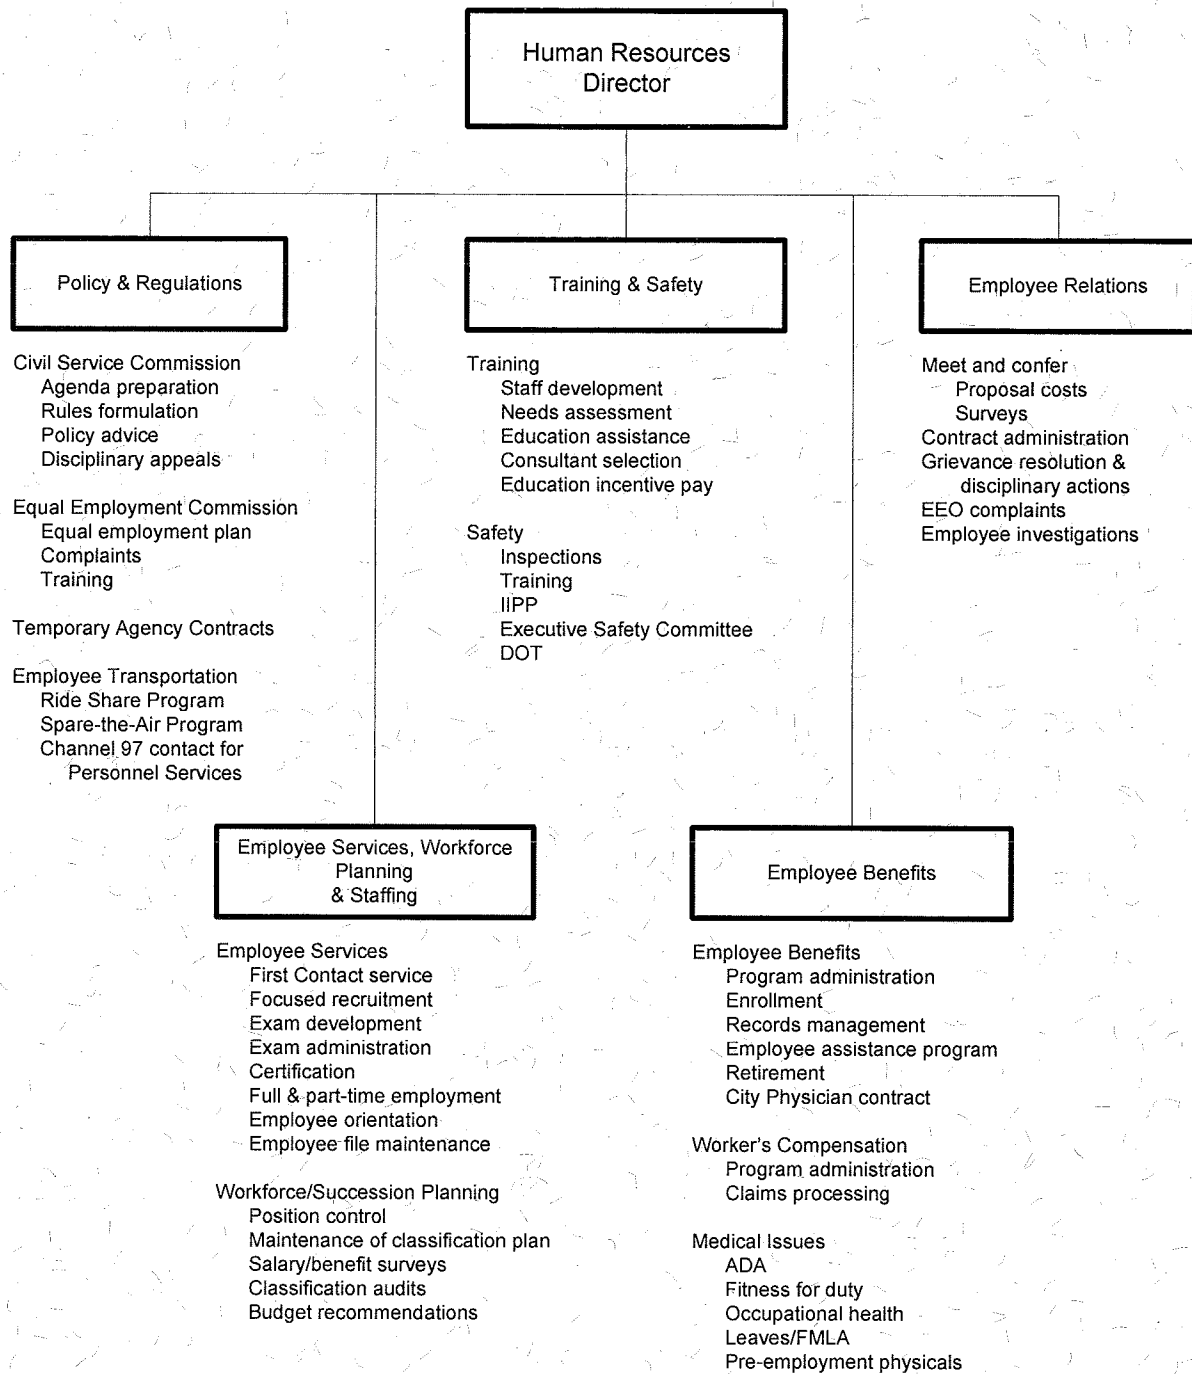 Human Resources
Director
Policy & Regulations
Civil Service Commission
Agenda preparation
Rules formulation
Policy advice
Disciplinary appeals
Equal Employment Commission
Equal employment plan
Complaints
Training
Temporary Agency Contracts
Employee Transportation
Ride Share Program
Spare-the-Air Program
Channel 97 contact for
Personnel Services
Training & Safety
Training
Staff development
Needs assessment
Education assistance
Consultant selection
Education incentive pay
Safety
Inspections
Training
IIPP
Executive Safety Committee
DOT
Employee Relations
Meet and confer
Proposal costs
Surveys
Contract administration
Grievance resolution &
disciplinary actions
EEO complaints
Employee investigations
Employee Services, Workforce
Planning
& Staffing
Employee Services
First Contact service
Focused recruitment
Exam development
Exam administration
Certification
Full & part-time employment
Employee orientation
Employee file maintenance
Workforce/Succession Planning
Position control
Maintenance of classification plan
Salary/benefit surveys
Classification audits
Budget recommendations
Employee Benefits
Employee Benefits
Program administration
Enrollment
Records management
Employee assistance program
Retirement
City Physician contract
Worker's Compensation
Program administration
Claims processing
Medical Issues
ADA
Fitness for duty
Occupational health
Leaves/FMLA
Pre-employment physicals